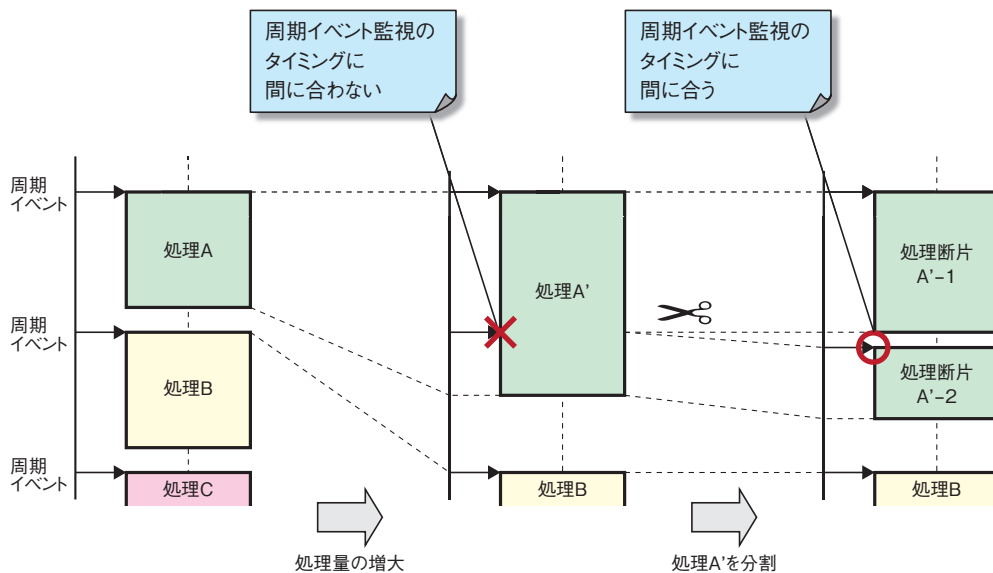 周期イベント監視の
タイミングに
間に合わない
周期イベント監視の
タイミングに
間に合う
周期
イベント
処理A
処理A'
処理断片
A'-1
周期
イベント
処理B
処理断片
A'-2
周期
イベント
処理C
処理B
処理B
処理量の増大
処理A'を分割